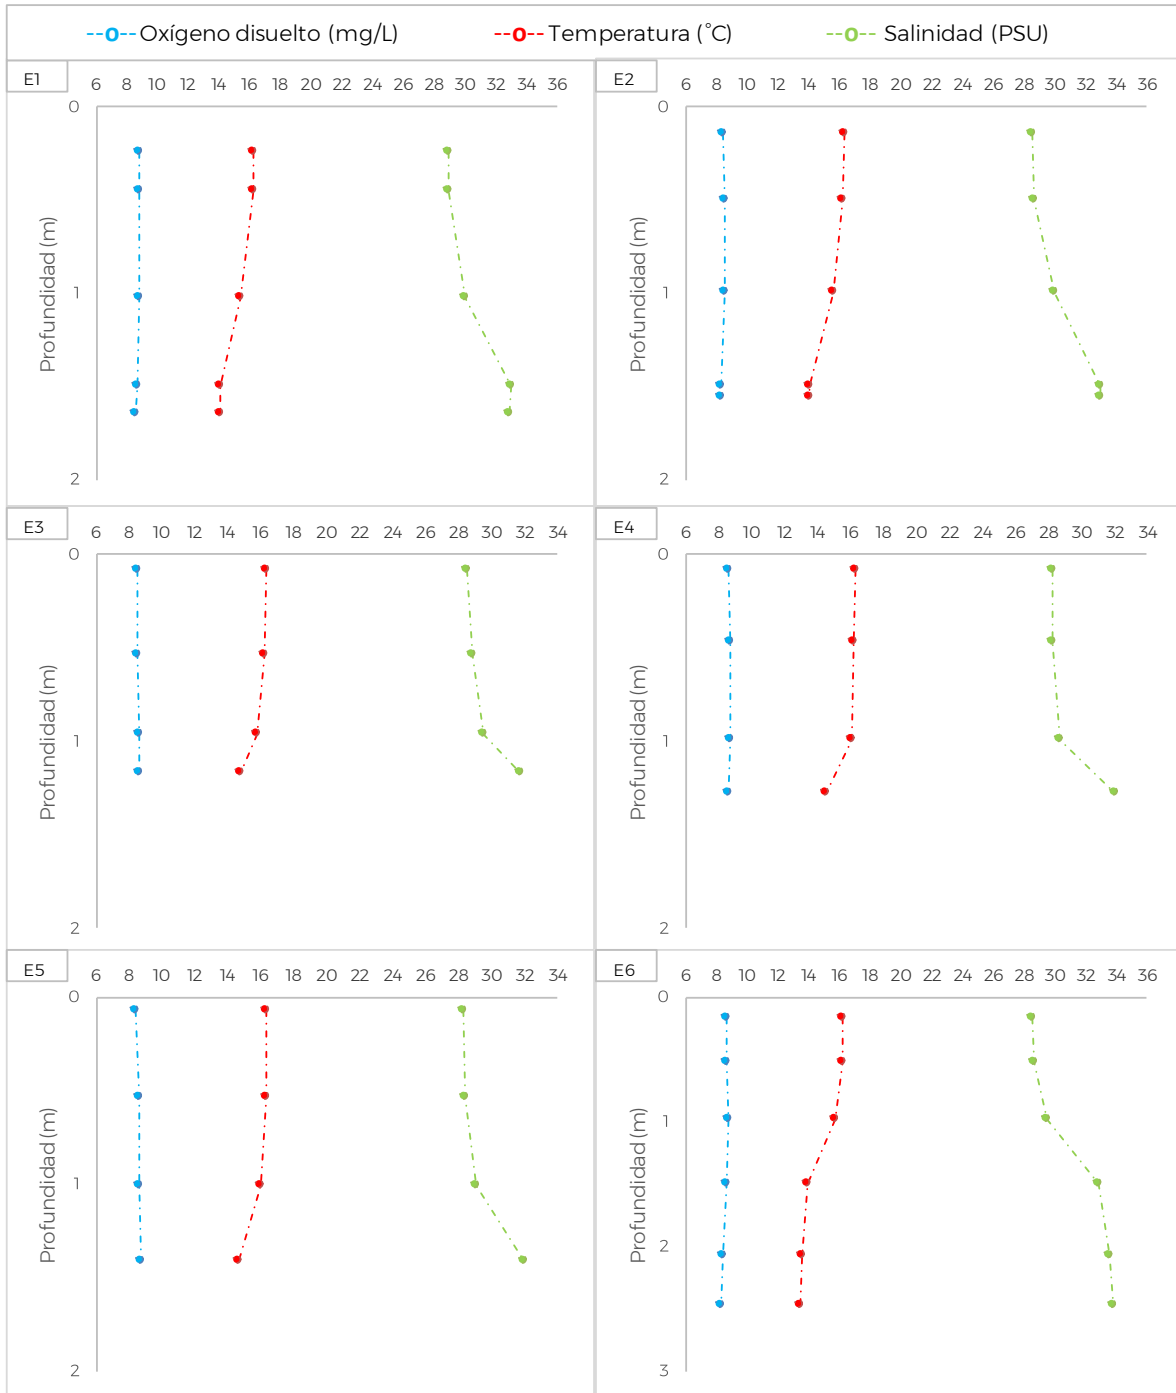 Oxígeno disuelto (mg/L) Temperatura (˚C) Salinidad (PSU)
E1
6 8 10 12 14 16 18 20 22 24 26 28 30 32 34 36
0
1
2
Profundidad (m)
E2
6 8 10 12 14 16 18 20 22 24 26 28 30 32 34 36
0
1
2
Profundidad (m)
E3
6 8 10 12 14 16 18 20 22 24 26 28 30 32 34
0
1
2
Profundidad (m)
E4
6 8 10 12 14 16 18 20 22 24 26 28 30 32 34
0
1
2
Profundidad (m)
E5
6 8 10 12 14 16 18 20 22 24 26 28 30 32 34
0
1
2
Profundidad (m)
E6
6 8 10 12 14 16 18 20 22 24 26 28 30 32 34 36
0
1
2
3
Profundidad (m)